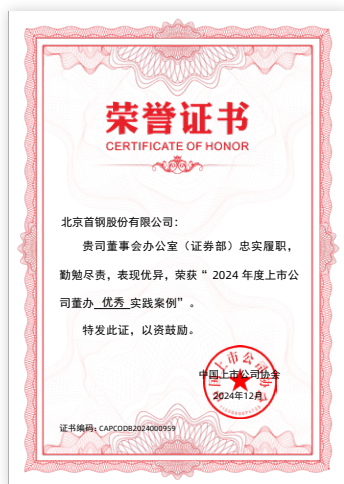 荣誉证书
CERTIFICATE OF HONOR
北京首钢股份有限公司：
贵司董事会办公室（证券部）忠实履职，
勤勉尽责，表现优异，荣获“ 2024 年度上市公
司董办 优秀 实践案例”。
特发此证，以资鼓励。
中国上市公司协会
2024年12月
证书编码：CAPCODB2024000959